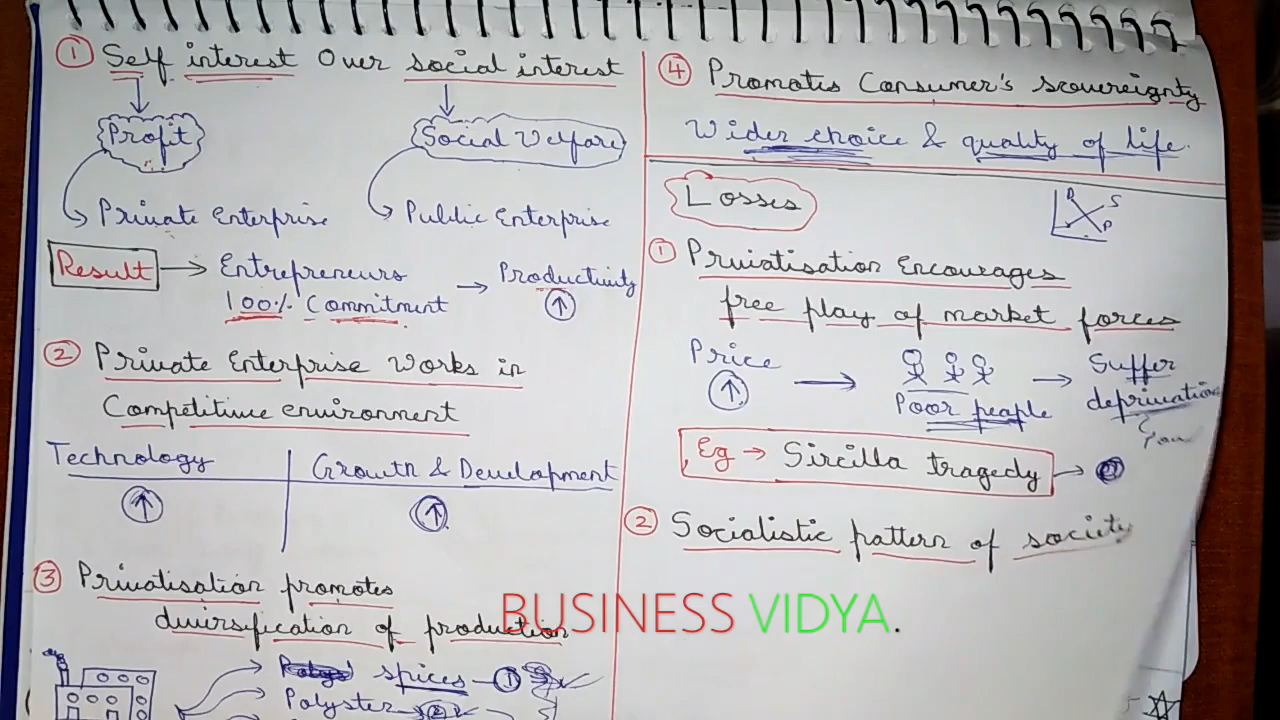 ① Self interest Over social interest
Profit
Social Welfare
Private Enterprise
Public Enterprise
Result → Entrepreneurs → Productivity ↑
100% Commitment
② Private Enterprise Works in
Competitive environment
Technology
Growth & Development
③ Privatisation promotes
diversification of production
spices - ①
Polyster - ②
④ Promotes Consumer's scovereignty
Wider choice & quality of life.
Losses
S
P
① Privatisation Encourages
free play of market forces
Price → Poor people → Suffer
deprivation
Eg → Sircilla tragedy →
② Socialistic pattern of society
BUSINESS VIDYA.